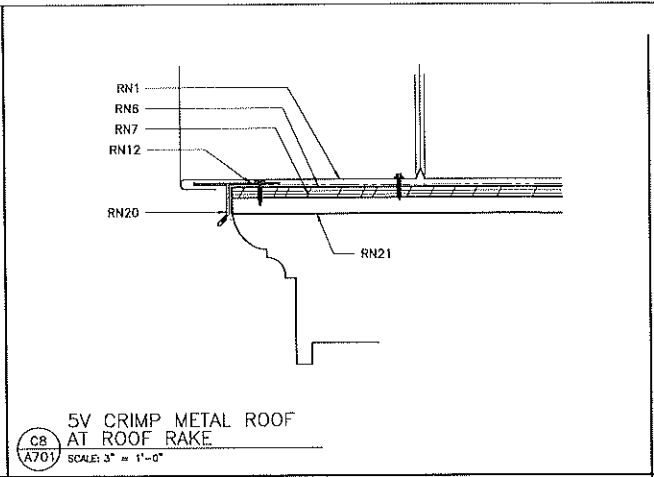 RN1
RN6
RN7
RN12
RN20
RN21
5V CRIMP METAL ROOF
AT ROOF RAKE
C8
A701
SCALE: 3" = 1'-0"